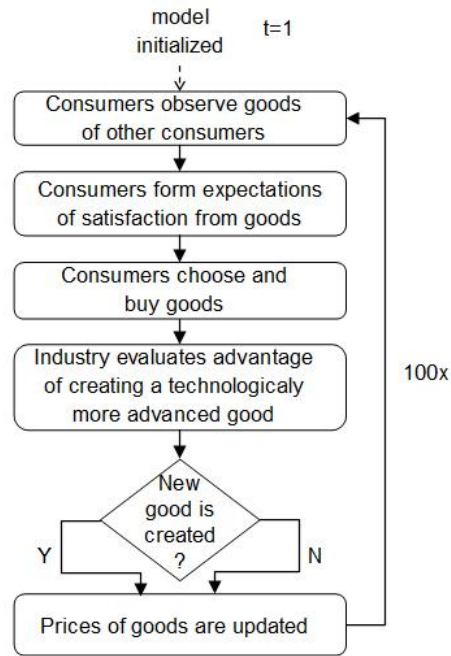 model
initialized
t=1
Consumers observe goods
of other consumers
Consumers form expectations
of satisfaction from goods
Consumers choose and
buy goods
Industry evaluates advantage
of creating a technologicaly
more advanced good
100x
New
good is
created
?
Y
N
Prices of goods are updated